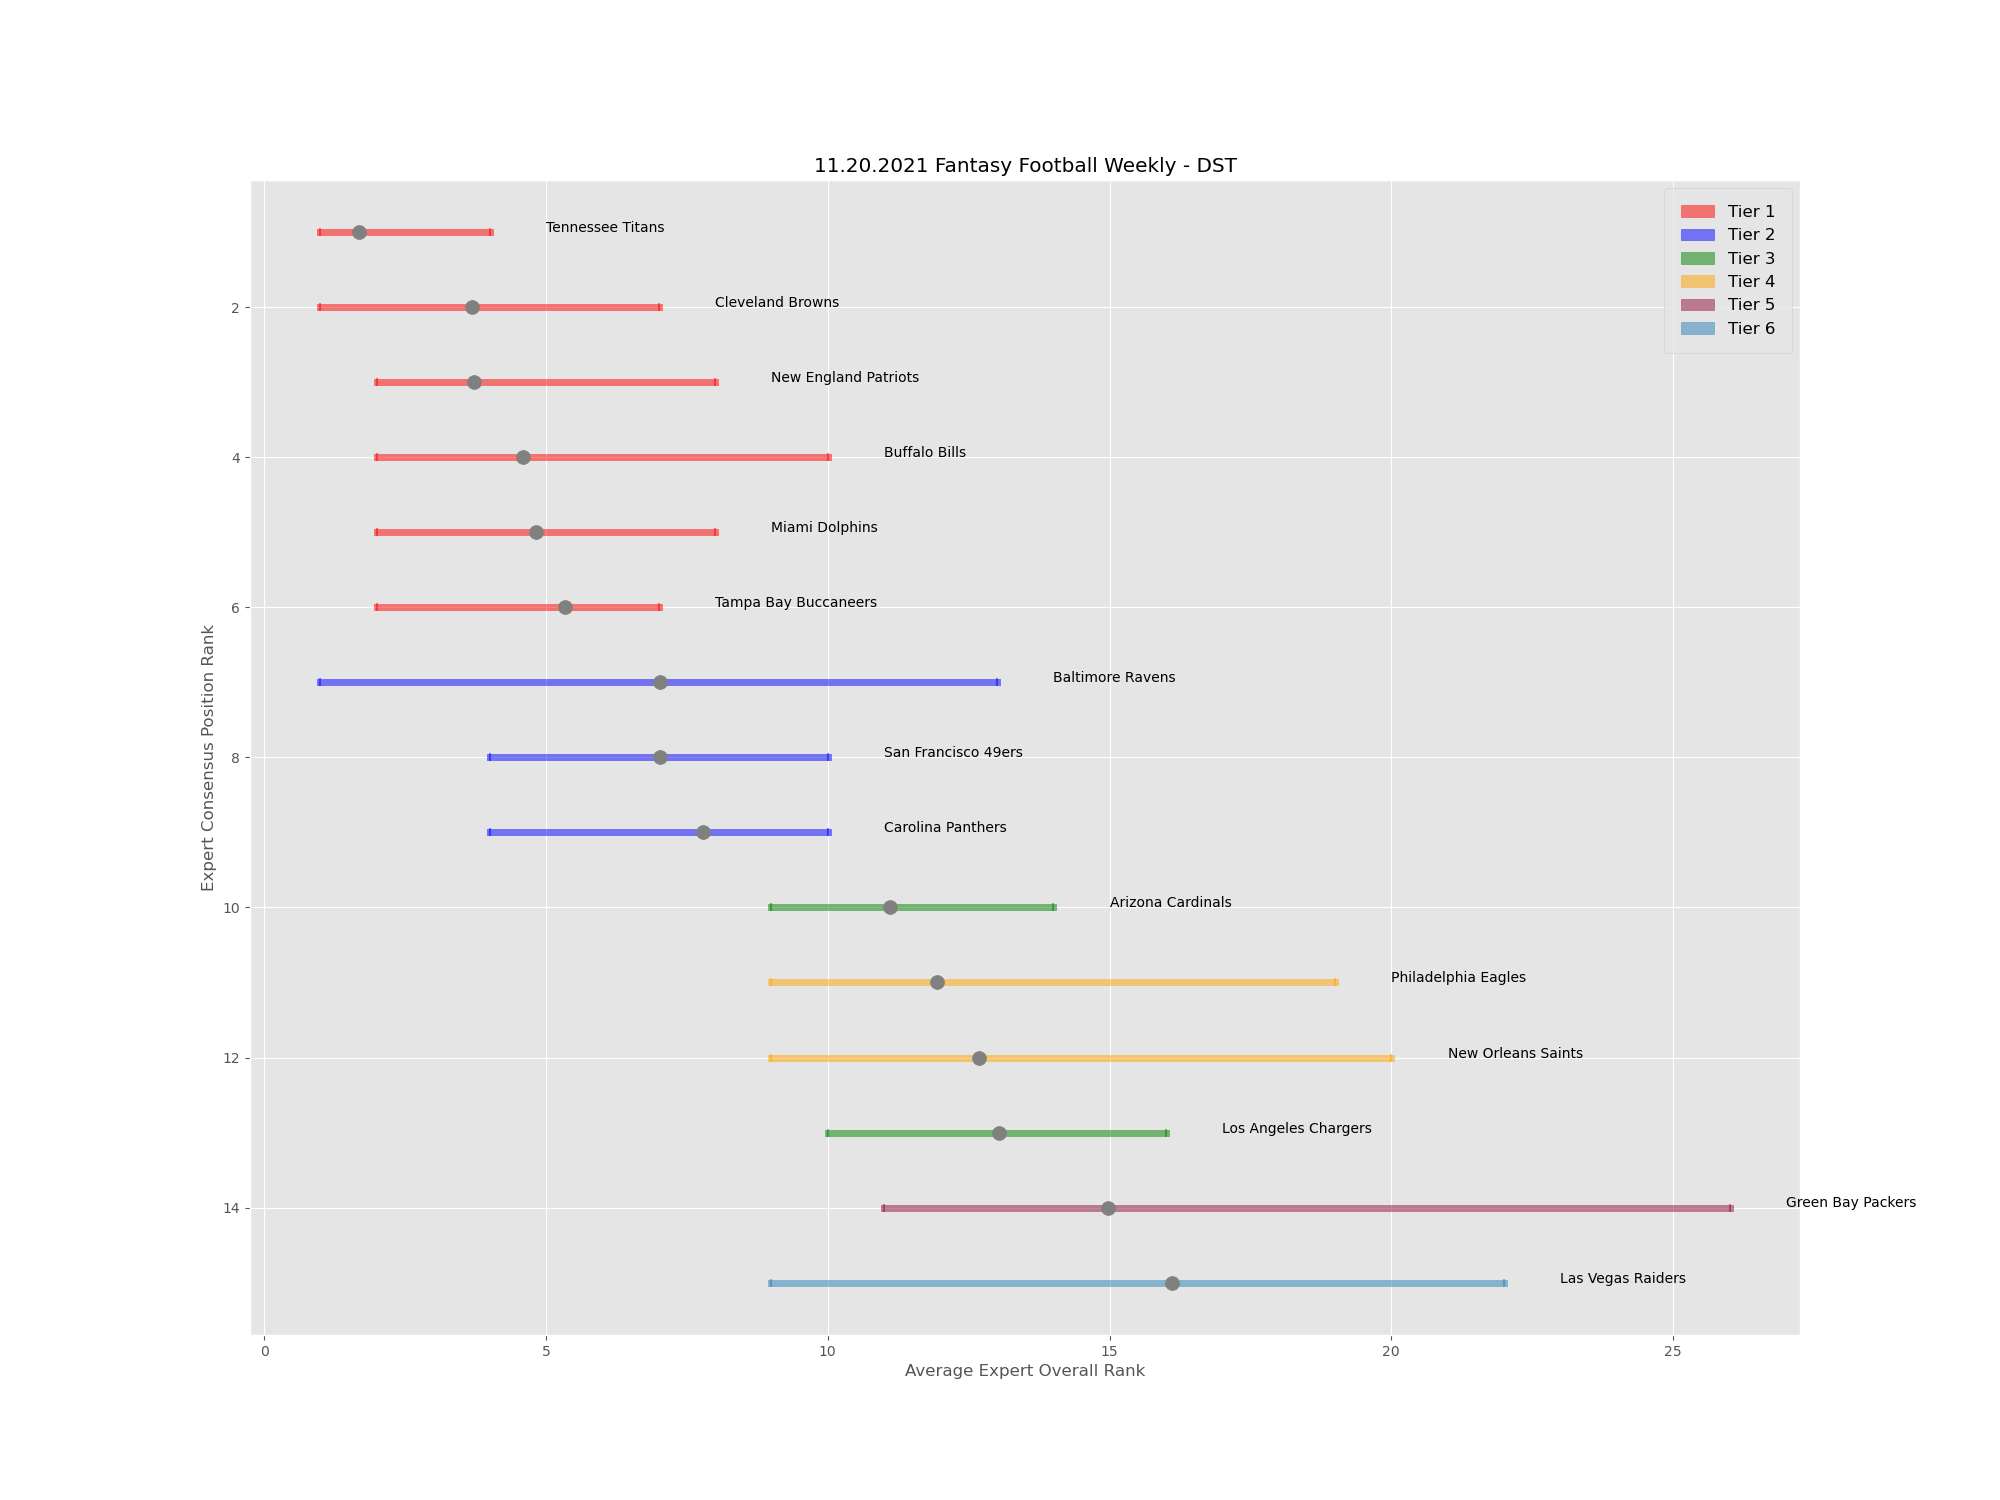 11.20.2021 Fantasy Football Weekly - DST
Tier 1
Tier 2
Tier 3
Tier 4
Tier 5
Tier 6
Tennessee Titans
2
Cleveland Browns
New England Patriots
4
Buffalo Bills
Miami Dolphins
6
Tampa Bay Buccaneers
Baltimore Ravens
8
San Francisco 49ers
Carolina Panthers
10
Arizona Cardinals
Philadelphia Eagles
12
New Orleans Saints
Los Angeles Chargers
14
Green Bay Packers
Las Vegas Raiders
Expert Consensus Position Rank
0 5 10 15 20 25
Average Expert Overall Rank